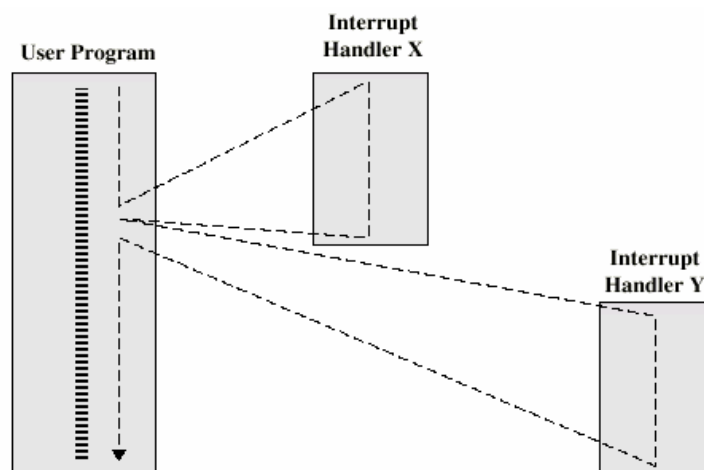 User Program
Interrupt
Handler X
Interrupt
Handler Y